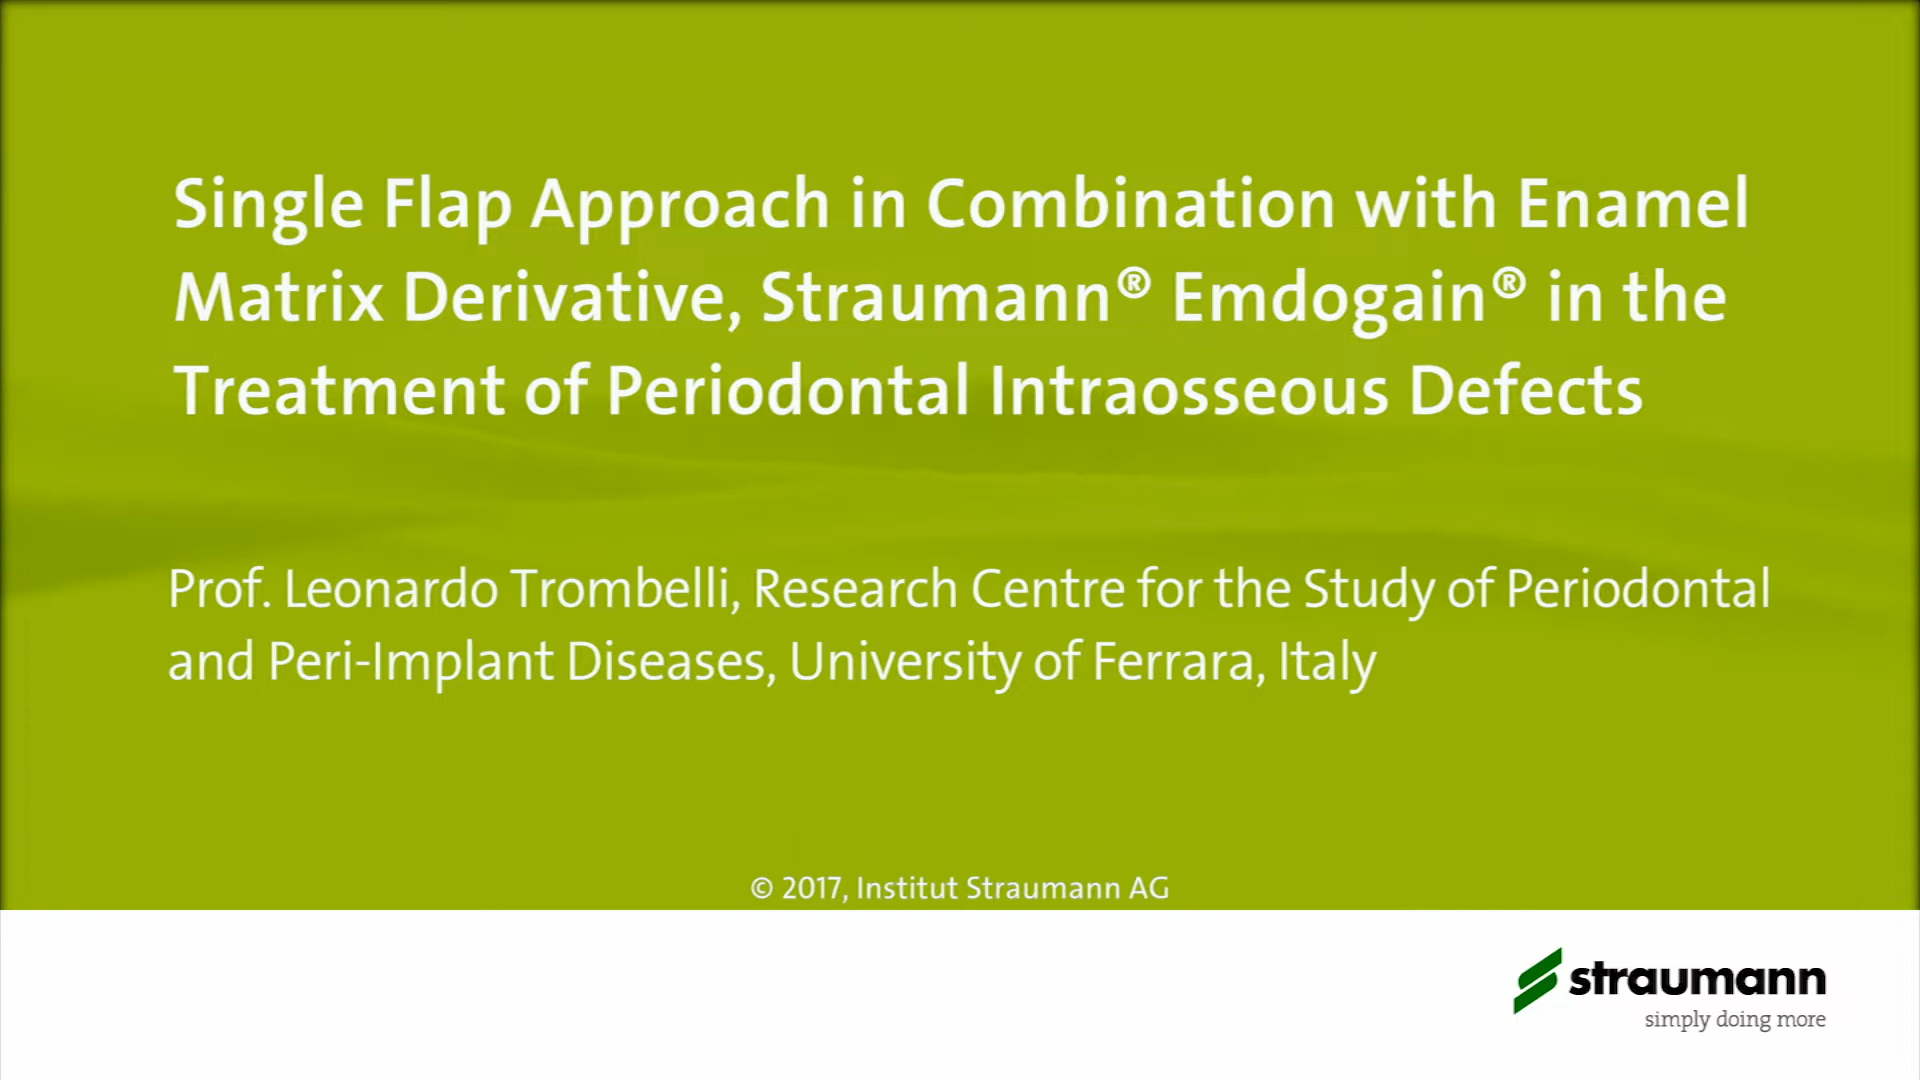 Single Flap Approach in Combination with Enamel
Matrix Derivative, Straumann® Emdogain® in the
Treatment of Periodontal Intraosseous Defects
Prof. Leonardo Trombelli, Research Centre for the Study of Periodontal
and Peri-Implant Diseases, University of Ferrara, Italy
© 2017, Institut Straumann AG
straumann
simply doing more